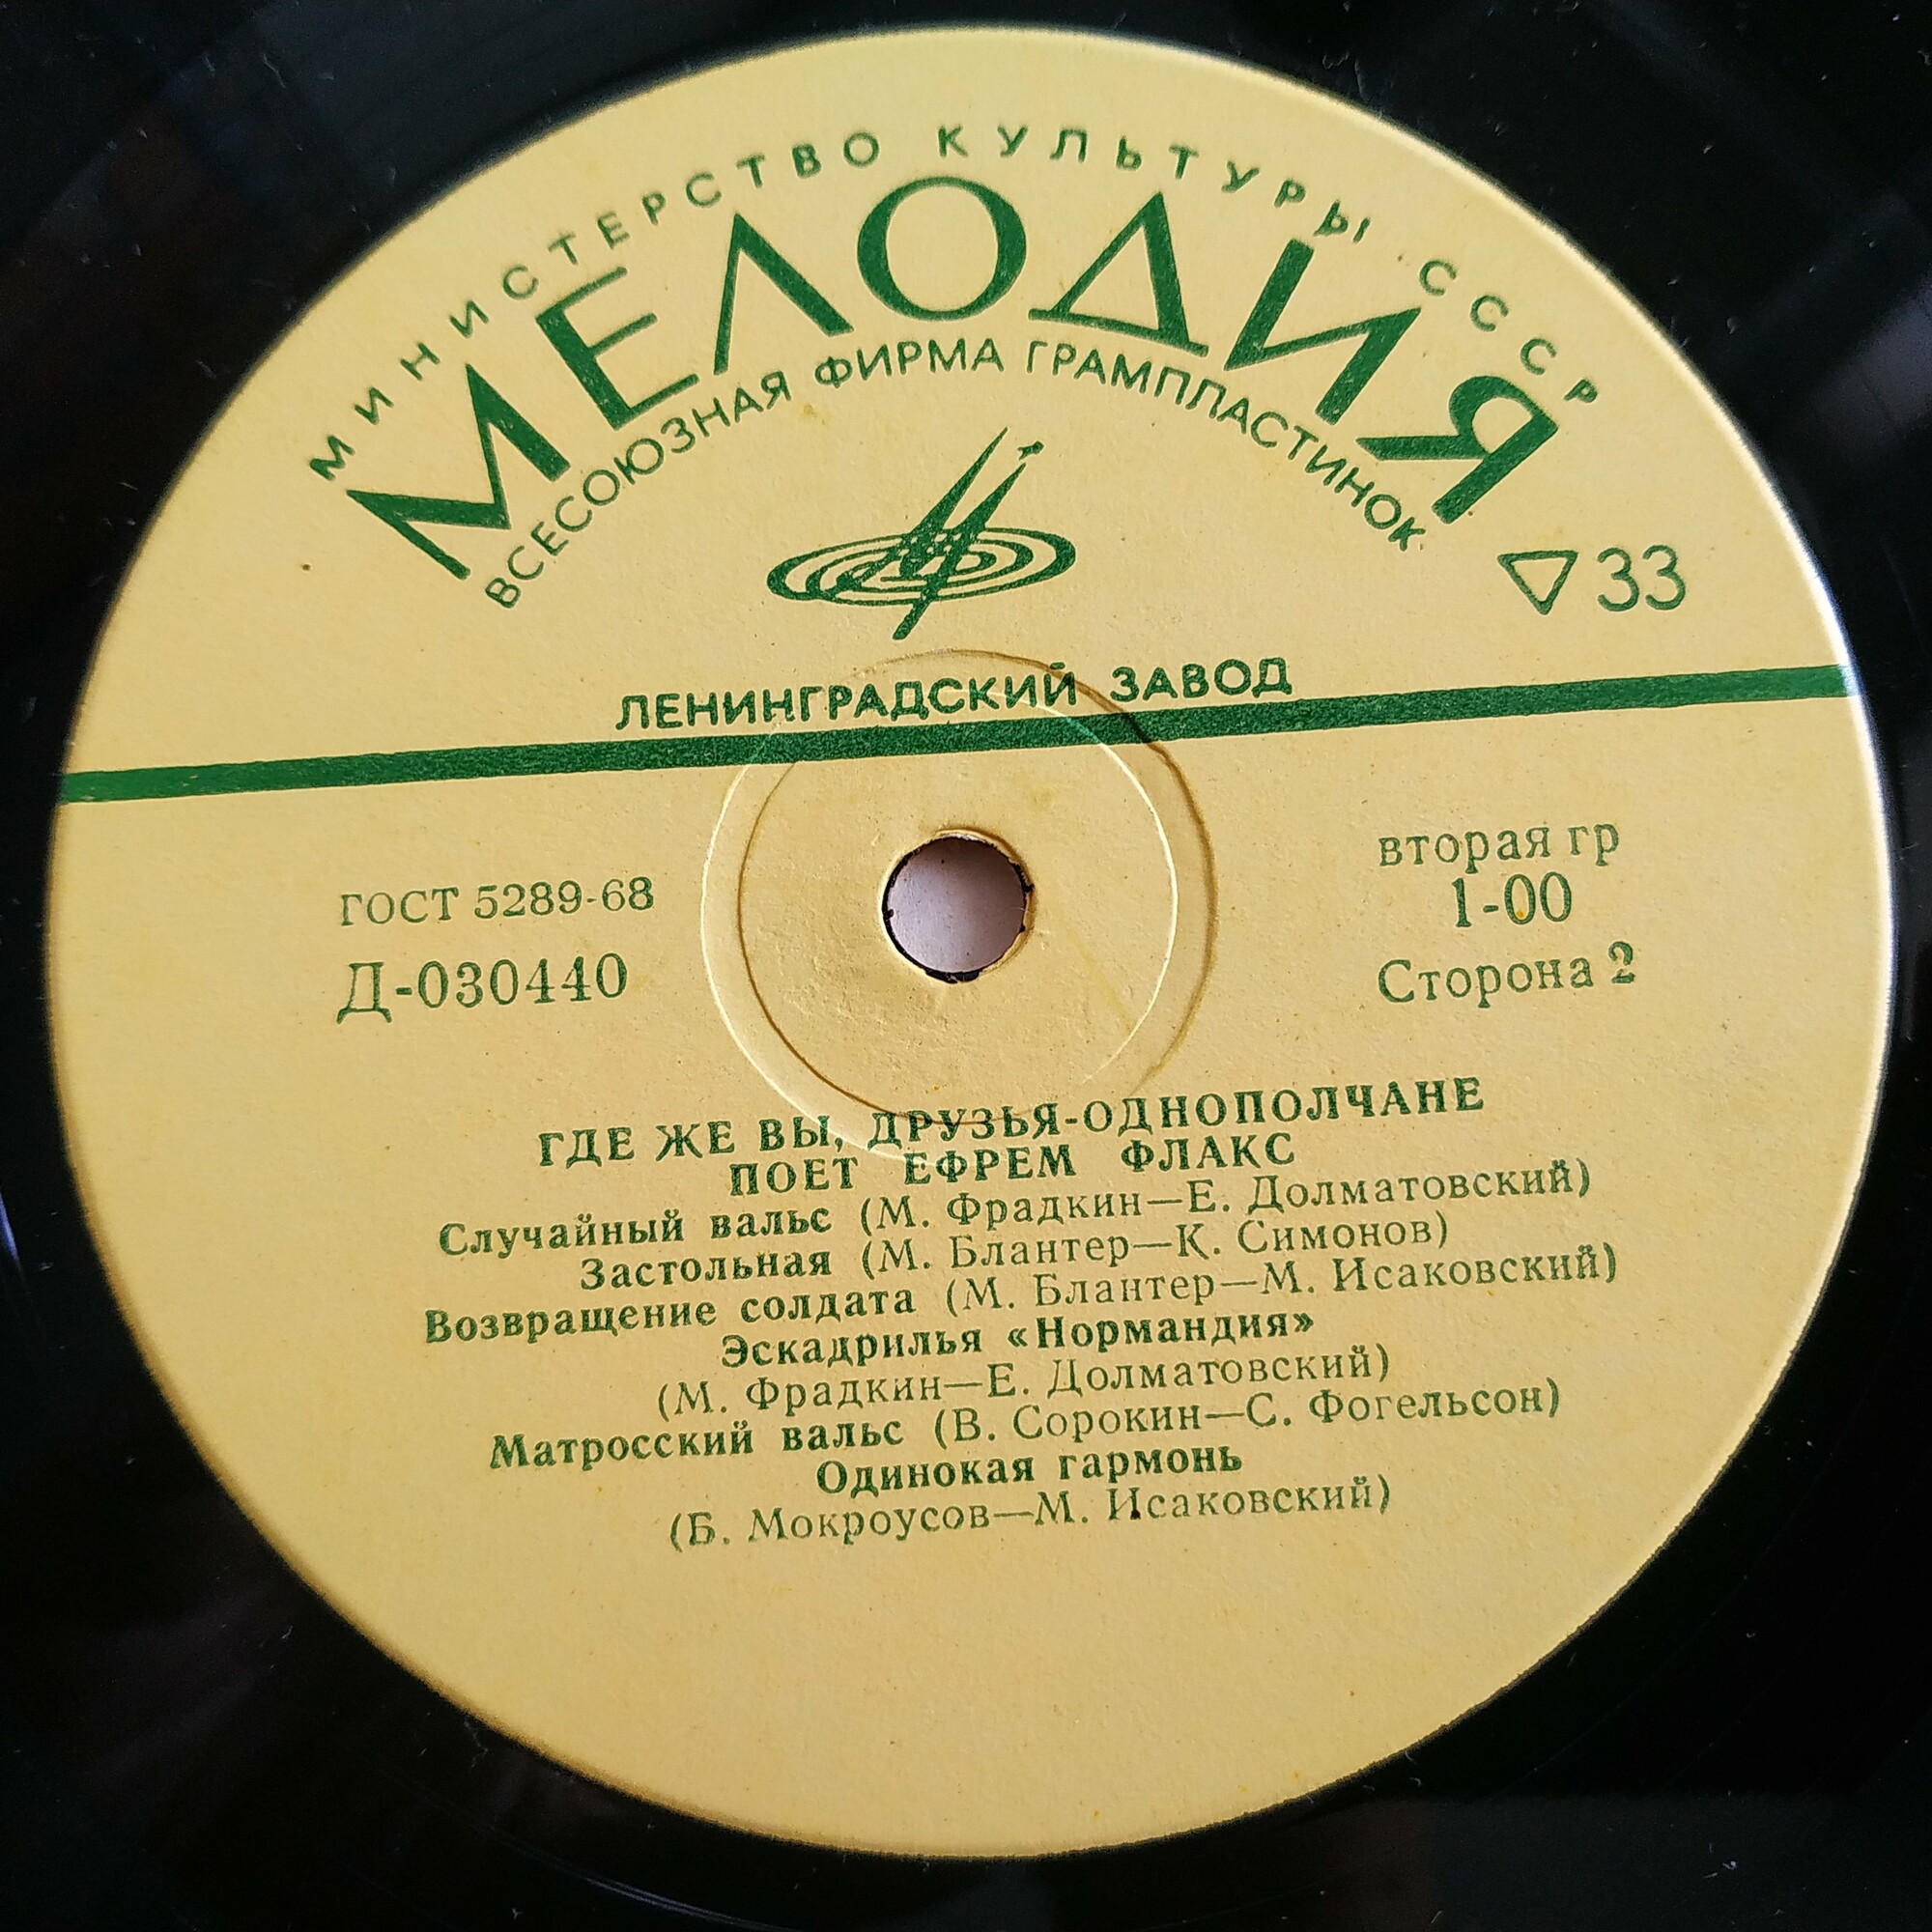 МИНИСТЕРСТВО КУЛЬТУРЫ СССР
МЕЛОДИЯ
ВСЕСОЮЗНАЯ ФИРМА ГРАМПЛАСТИНОК
33
ЛЕНИНГРАДСКИЙ ЗАВОД
ГОСТ 5289-68
Д-030440
вторая гр
1-00
Сторона 2
ГДЕ ЖЕ ВЫ, ДРУЗЬЯ-ОДНОПОЛЧАНЕ
ПОЕТ ЕФРЕМ ФЛАКС
Случайный вальс (М. Фрадкин—Е. Долматовский)
Застольная (М. Блантер—К. Симонов)
Возвращение солдата (М. Блантер—М. Исаковский)
Эскадрилья «Нормандия»
(М. Фрадкин—Е. Долматовский)
Матросский вальс (В. Сорокин—С. Фогельсон)
Одинокая гармонь
(Б. Мокроусов—М. Исаковский)